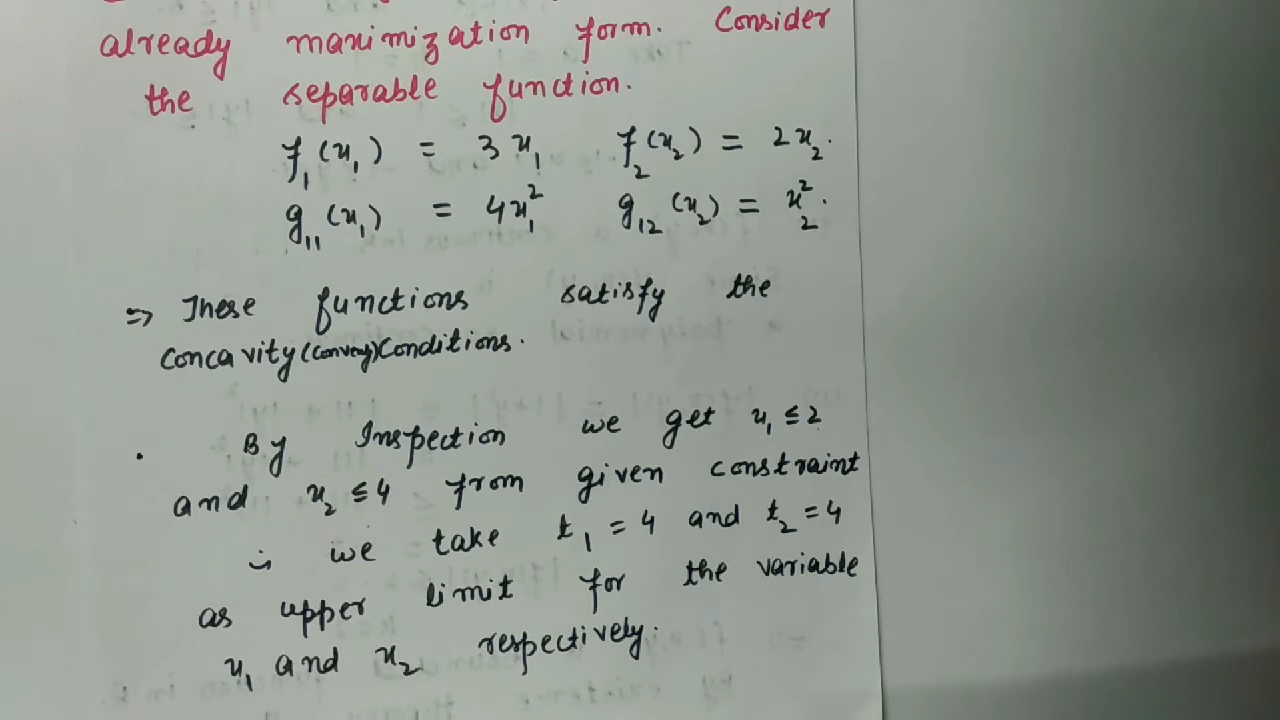 already maximization form. Consider
the separable function.
f₁(x₁) = 3x₁ f₂(x₂) = 2x₂.
g₁₁(x₁) = 4x₁² g₁₂(x₂) = x₂².
⇒ These functions satisfy the
Concavity (convex) Conditions.
. By Inspection we get x₁ ≤ 2
and x₂ ≤ 4 from given constraint
∴ we take t₁ = 4 and t₂ = 4
as upper limit for the variable
x₁ and x₂ respectively.